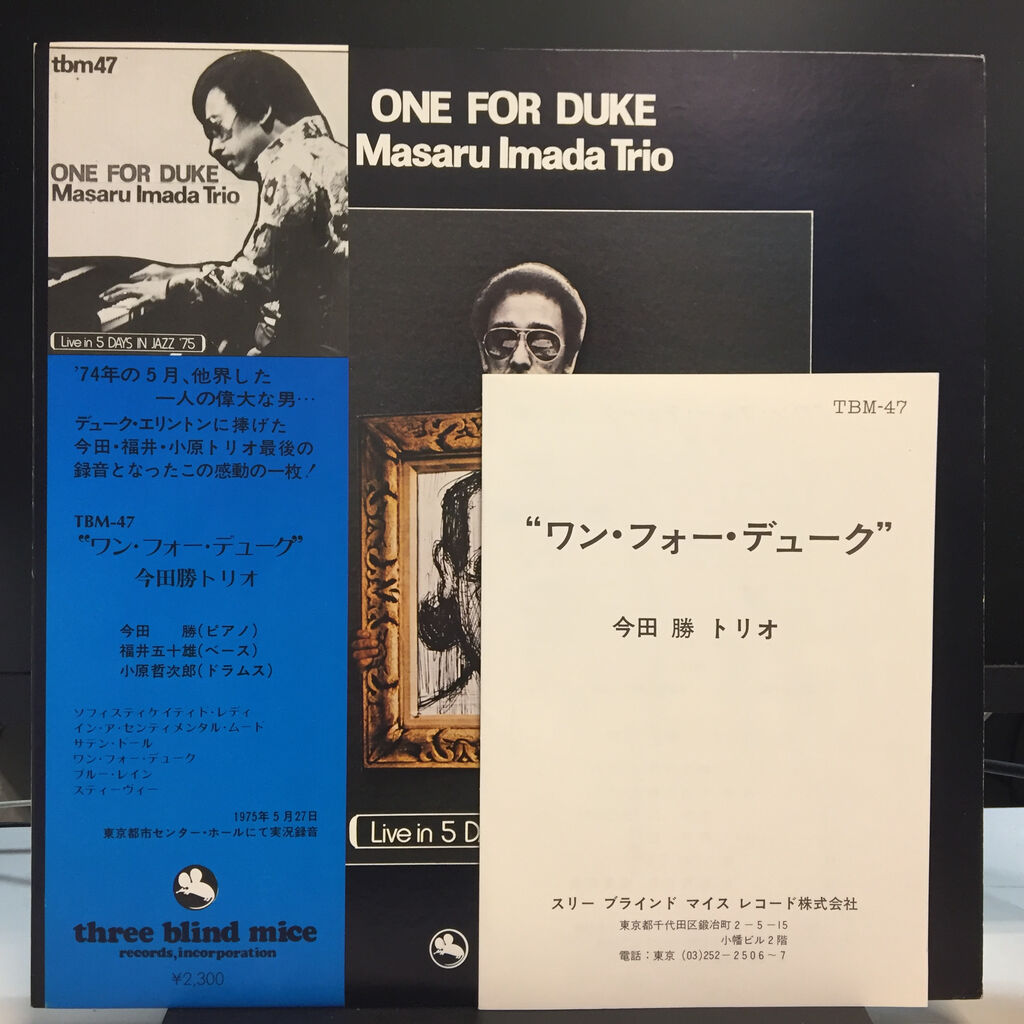 tbm47
ONE FOR DUKE
Masaru Imada Trio
Live in 5 DAYS IN JAZZ '75
'74年の5月、他界した
一人の偉大な男…
デューク・エリントンに捧げた
今田・福井・小原トリオ最後の
録音となったこの感動の一枚!
TBM-47
“ワン・フォー・デューク”
今田勝トリオ
今田 勝(ピアノ)
福井五十雄(ベース)
小原哲次郎(ドラムス)
ソフィスティケイティド・レディ
イン・ア・センティメンタル・ムード
サテン・ドール
ワン・フォー・デューク
ブルー・レイン
スティーヴィー
1975年5月27日
東京都市センター・ホールにて実況録音
three blind mice
records,incorporation
¥2,300
ONE FOR DUKE
Masaru Imada Trio
Live in 5 D
TBM-47
“ワン・フォー・デューク”
今田 勝 トリオ
スリー ブラインド マイス レコード株式会社
東京都千代田区鍛冶町2-5-15
小幡ビル2階
電話:東京 (03)252-2506~7